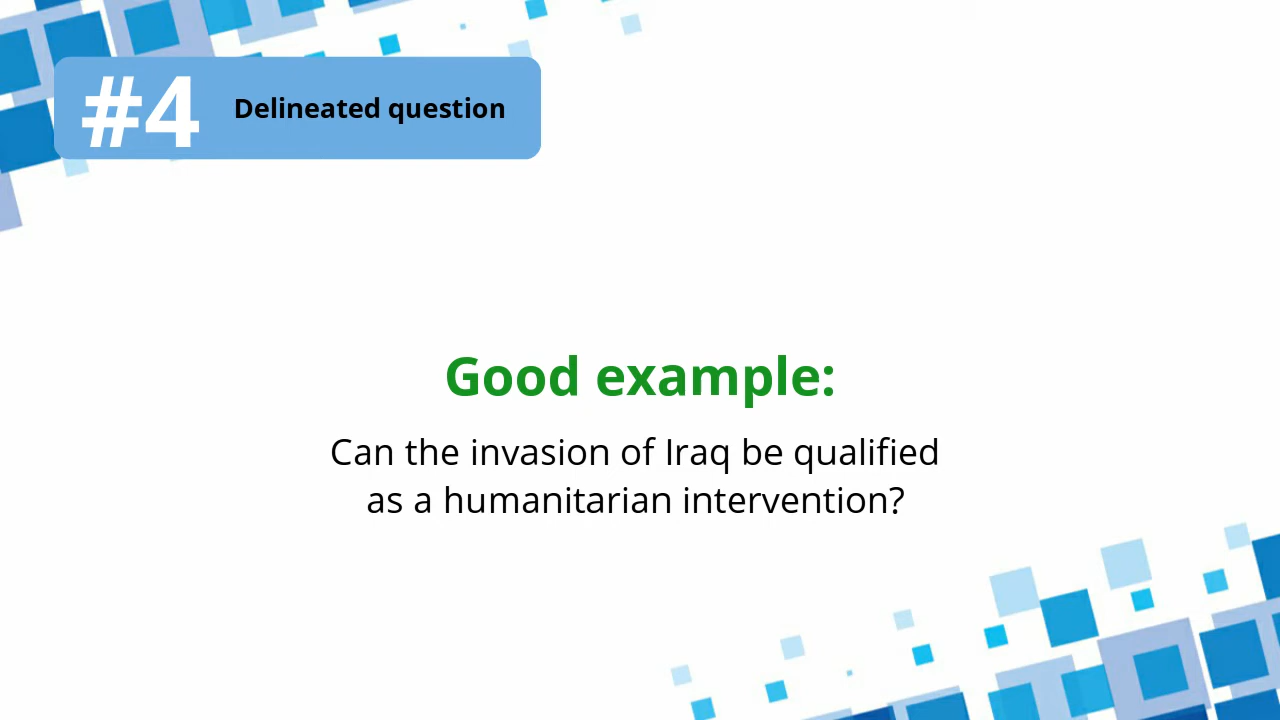 #4 Delineated question
Good example:
Can the invasion of Iraq be qualified
as a humanitarian intervention?